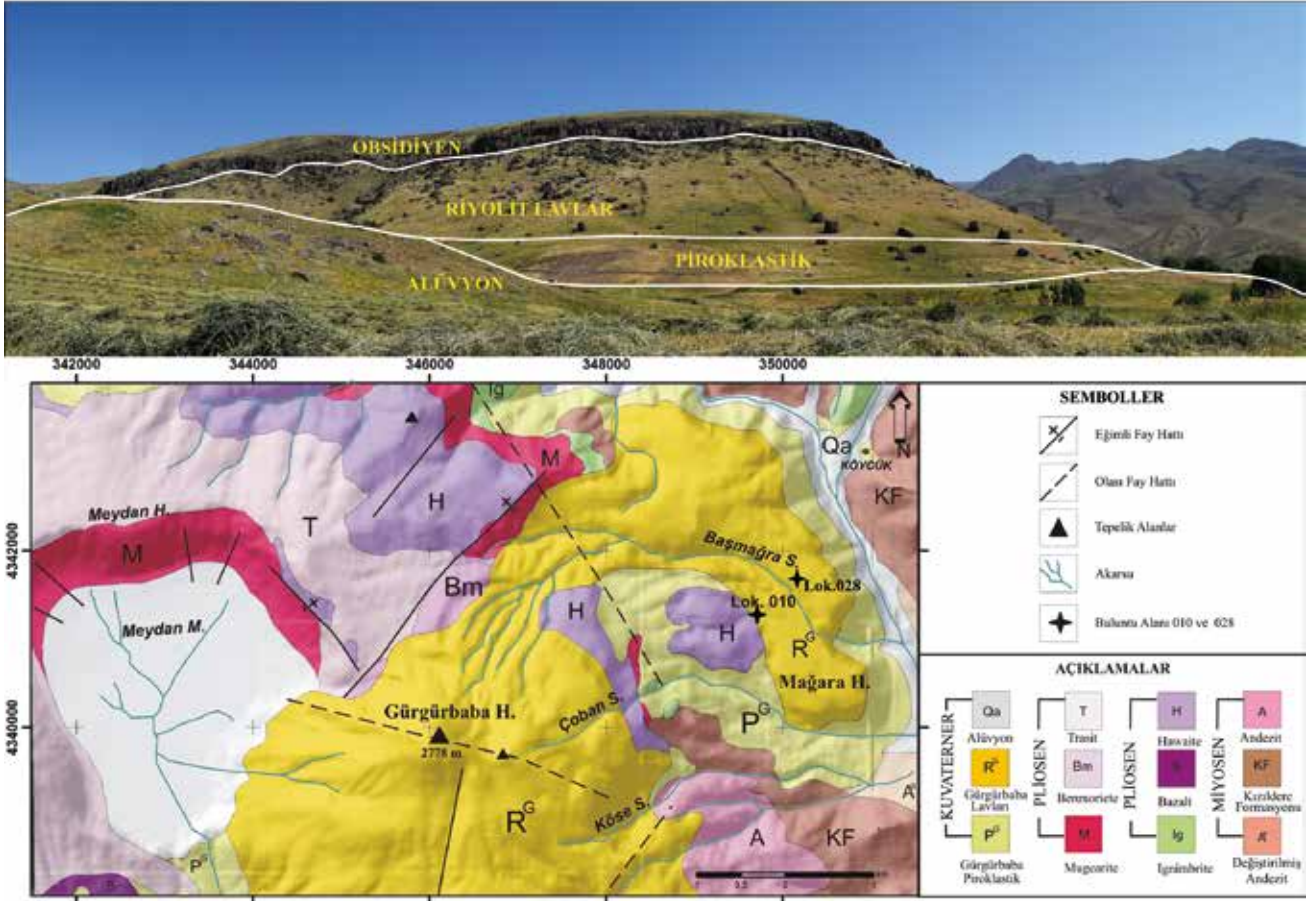 OBSİDİYEN
RİYOLİT LAVLAR
PİROKLASTİK
ALÜVYON
342000 344000 346000 348000 350000
4342000
4340000
Ig
M
H
Qa
KÖYCÜK
N
KF
Meydan H.
M
T
Bm
Başmağra S.
Lok.028
Lok. 010
Meydan M.
H
H
R G
Mağara H.
Gürgürbaba H.
2778 m
Çoban S.
P G
R G
Köse S.
A
KF
P G
SEMBOLLER
Eğimli Fay Hattı
Olası Fay Hattı
Tepelik Alanlar
Akarsu
Buluntu Alanı 010 ve 028
AÇIKLAMALAR
KUVATERNER
Qa
Alüvyon
R G
Gürgürbaba
Lavları
P G
Gürgürbaba
Piroklastik
PLİOSEN
T
Trasit
Bm
Benmoriete
M
Mugearite
PLİOSEN
H
Hawaite
Bazalt
Ig
Ignimbrite
MİYOSEN
A
Andezit
KF
Kızıldere
Formasyonu
Değiştirilmiş
Andezit